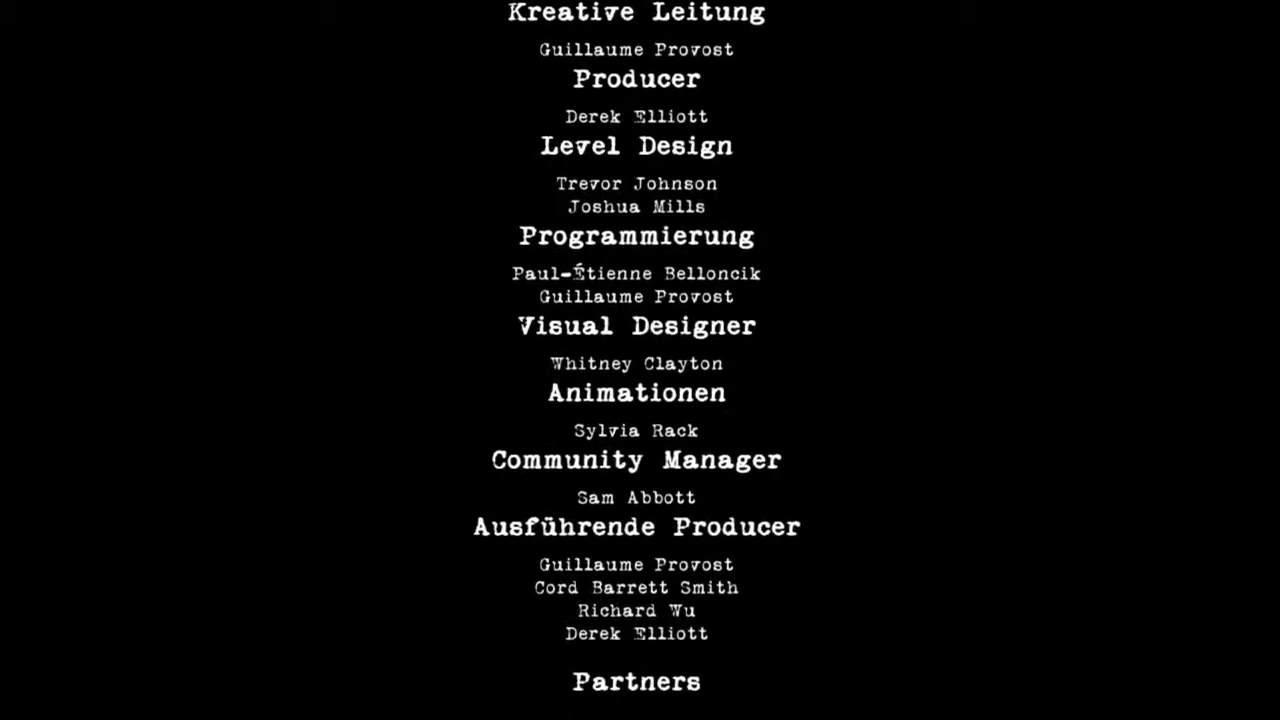 Kreative Leitung
Guillaume Provost
Producer
Derek Elliott
Level Design
Trevor Johnson
Joshua Mills
Programmierung
Paul-Étienne Belloncik
Guillaume Provost
Visual Designer
Whitney Clayton
Animationen
Sylvia Rack
Community Manager
Sam Abbott
Ausführende Producer
Guillaume Provost
Cord Barrett Smith
Richard Wu
Derek Elliott
Partners